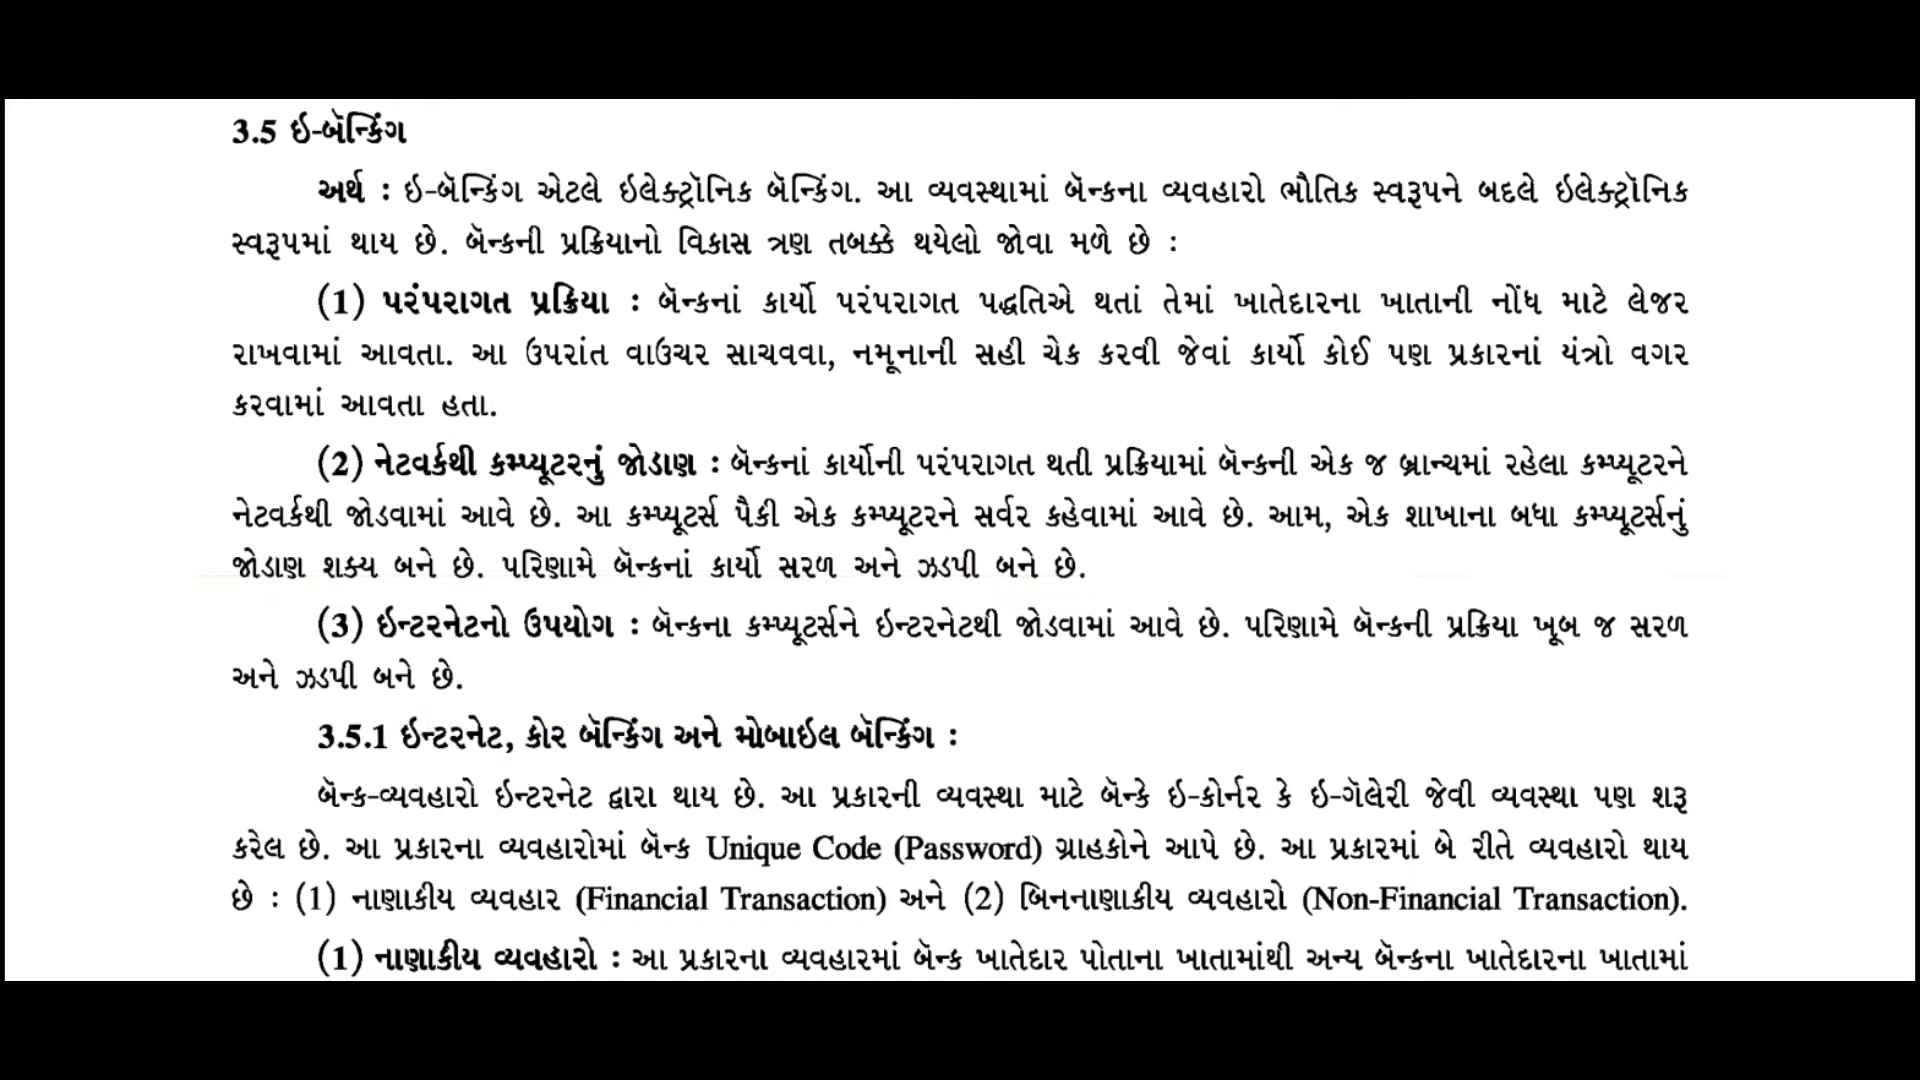 3.5 ઇ-બૅન્કિંગ
અર્થ : ઇ-બૅન્કિંગ એટલે ઇલેક્ટ્રૉનિક બૅન્કિંગ. આ વ્યવસ્થામાં બૅન્કના વ્યવહારો ભૌતિક સ્વરૂપને બદલે ઇલેક્ટ્રૉનિક
સ્વરૂપમાં થાય છે. બૅન્કની પ્રક્રિયાનો વિકાસ ત્રણ તબક્કે થયેલો જોવા મળે છે :
(1) પરંપરાગત પ્રક્રિયા : બૅન્કનાં કાર્યો પરંપરાગત પદ્ધતિએ થતાં તેમાં ખાતેદારના ખાતાની નોંધ માટે લેજર
રાખવામાં આવતા. આ ઉપરાંત વાઉચર સાચવવા, નમૂનાની સહી ચેક કરવી જેવાં કાર્યો કોઈ પણ પ્રકારનાં યંત્રો વગર
કરવામાં આવતા હતા.
(2) નેટવર્કથી કમ્પ્યૂટરનું જોડાણ : બૅન્કનાં કાર્યોની પરંપરાગત થતી પ્રક્રિયામાં બૅન્કની એક જ બ્રાન્ચમાં રહેલા કમ્પ્યૂટરને
નેટવર્કથી જોડવામાં આવે છે. આ કમ્પ્યૂટર્સ પૈકી એક કમ્પ્યૂટરને સર્વર કહેવામાં આવે છે. આમ, એક શાખાના બધા કમ્પ્યૂટર્સનું
જોડાણ શક્ય બને છે. પરિણામે બૅન્કનાં કાર્યો સરળ અને ઝડપી બને છે.
(3) ઇન્ટરનેટનો ઉપયોગ : બૅન્કના કમ્પ્યૂટર્સને ઇન્ટરનેટથી જોડવામાં આવે છે. પરિણામે બૅન્કની પ્રક્રિયા ખૂબ જ સરળ
અને ઝડપી બને છે.
3.5.1 ઇન્ટરનેટ, કોર બૅન્કિંગ અને મોબાઇલ બૅન્કિંગ :
બૅન્ક-વ્યવહારો ઇન્ટરનેટ દ્વારા થાય છે. આ પ્રકારની વ્યવસ્થા માટે બૅન્કે ઇ-કોર્નર કે ઇ-ગૅલેરી જેવી વ્યવસ્થા પણ શરૂ
કરેલ છે. આ પ્રકારના વ્યવહારોમાં બૅન્ક Unique Code (Password) ગ્રાહકોને આપે છે. આ પ્રકારમાં બે રીતે વ્યવહારો થાય
છે : (1) નાણાકીય વ્યવહાર (Financial Transaction) અને (2) બિનનાણાકીય વ્યવહારો (Non-Financial Transaction).
(1) નાણાકીય વ્યવહારો : આ પ્રકારના વ્યવહારમાં બૅન્ક ખાતેદાર પોતાના ખાતામાંથી અન્ય બૅન્કના ખાતેદારના ખાતામાં